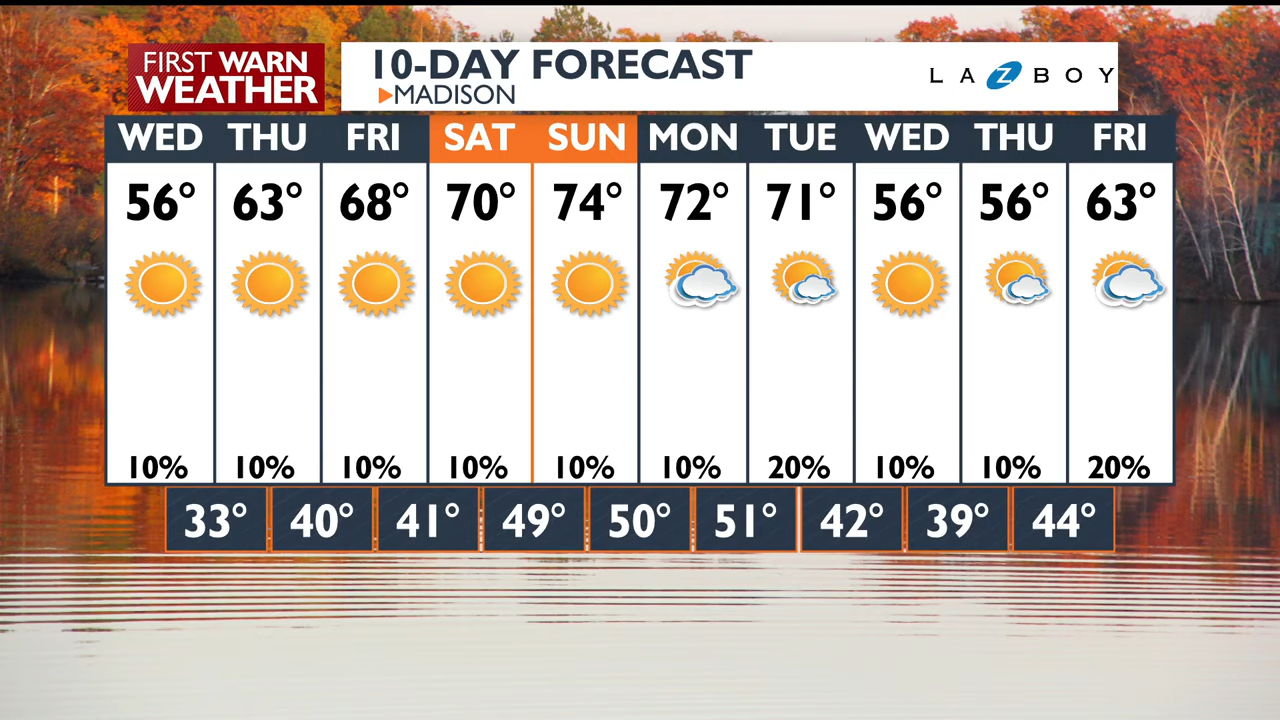 FIRST WARN
WEATHER
10-DAY FORECAST
MADISON
LAZBOY
WED THU FRI SAT SUN MON TUE WED THU FRI
56° 63° 68° 70° 74° 72° 71° 56° 56° 63°
10% 10% 10% 10% 10% 10% 20% 10% 10% 20%
33° 40° 41° 49° 50° 51° 42° 39° 44°